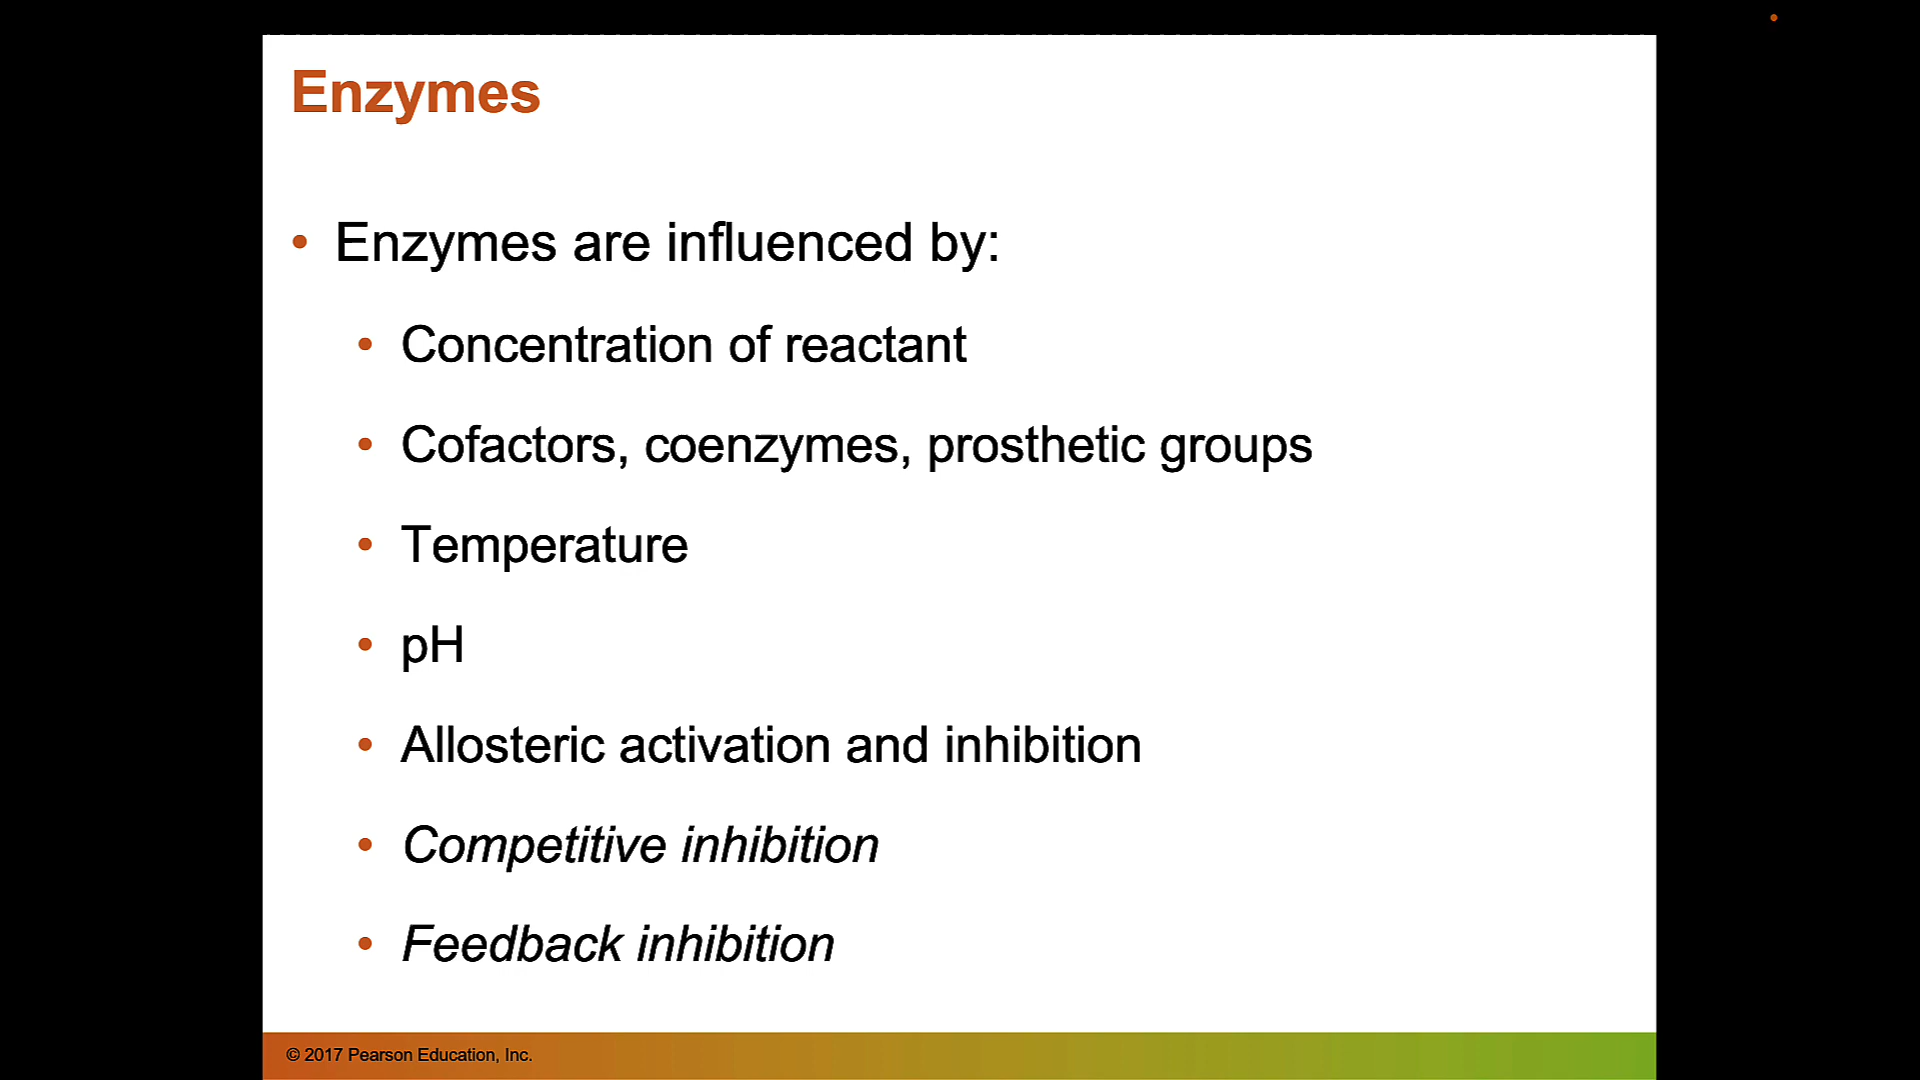 Enzymes
• Enzymes are influenced by:
• Concentration of reactant
• Cofactors, coenzymes, prosthetic groups
• Temperature
• pH
• Allosteric activation and inhibition
• Competitive inhibition
• Feedback inhibition
© 2017 Pearson Education, Inc.